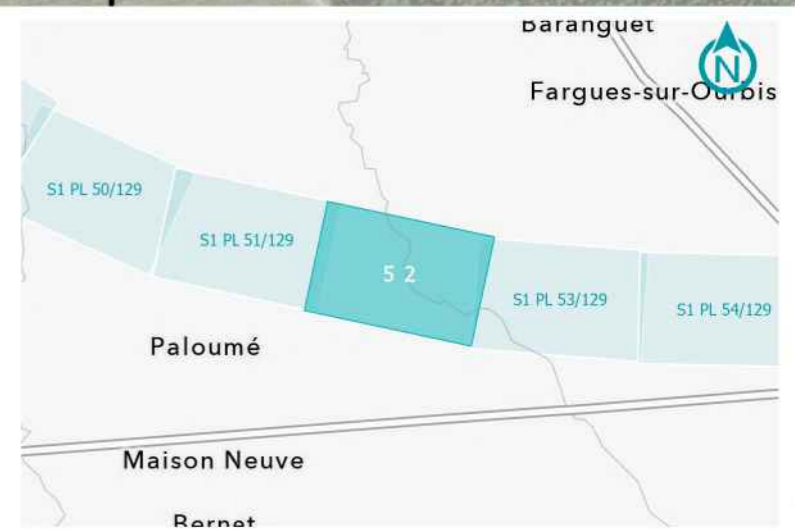 Baranguet
N
Fargues-sur-Ourbis
S1 PL 50/129
S1 PL 51/129
5 2
S1 PL 53/129
S1 PL 54/129
Paloumé
Maison Neuve
Bernet